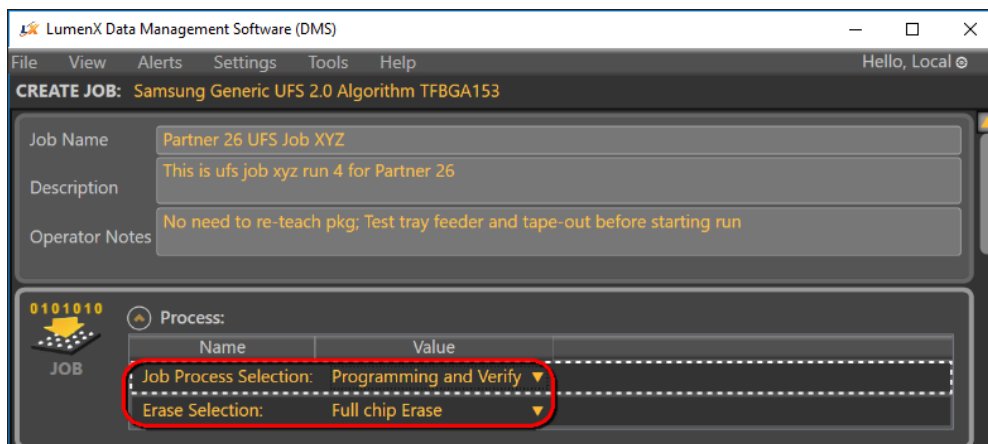 LumenX Data Management Software (DMS)
File View Alerts Settings Tools Help Hello, Local
CREATE JOB: Samsung Generic UFS 2.0 Algorithm TFBGA153
Job Name Partner 26 UFS Job XYZ
Description This is ufs job xyz run 4 for Partner 26
Operator Notes No need to re-teach pkg; Test tray feeder and tape-out before starting run
0101010
JOB
Process:
Name Value
Job Process Selection: Programming and Verify
Erase Selection: Full chip Erase